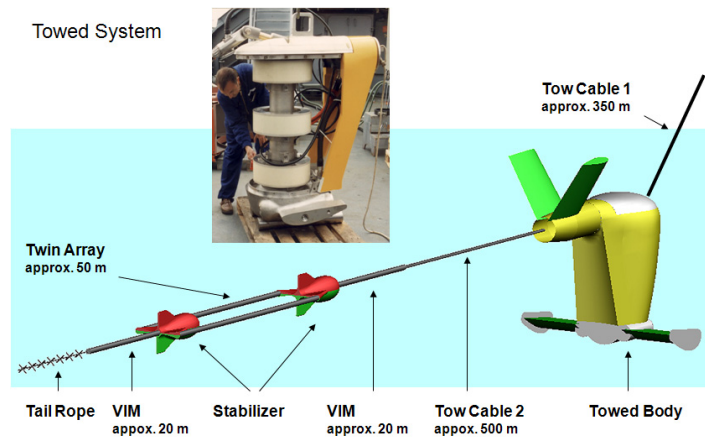 Towed System
Tow Cable 1
approx. 350 m
Twin Array
approx. 50 m
Tail Rope
VIM
appox. 20 m
Stabilizer
VIM
approx. 20 m
Tow Cable 2
approx. 500 m
Towed Body